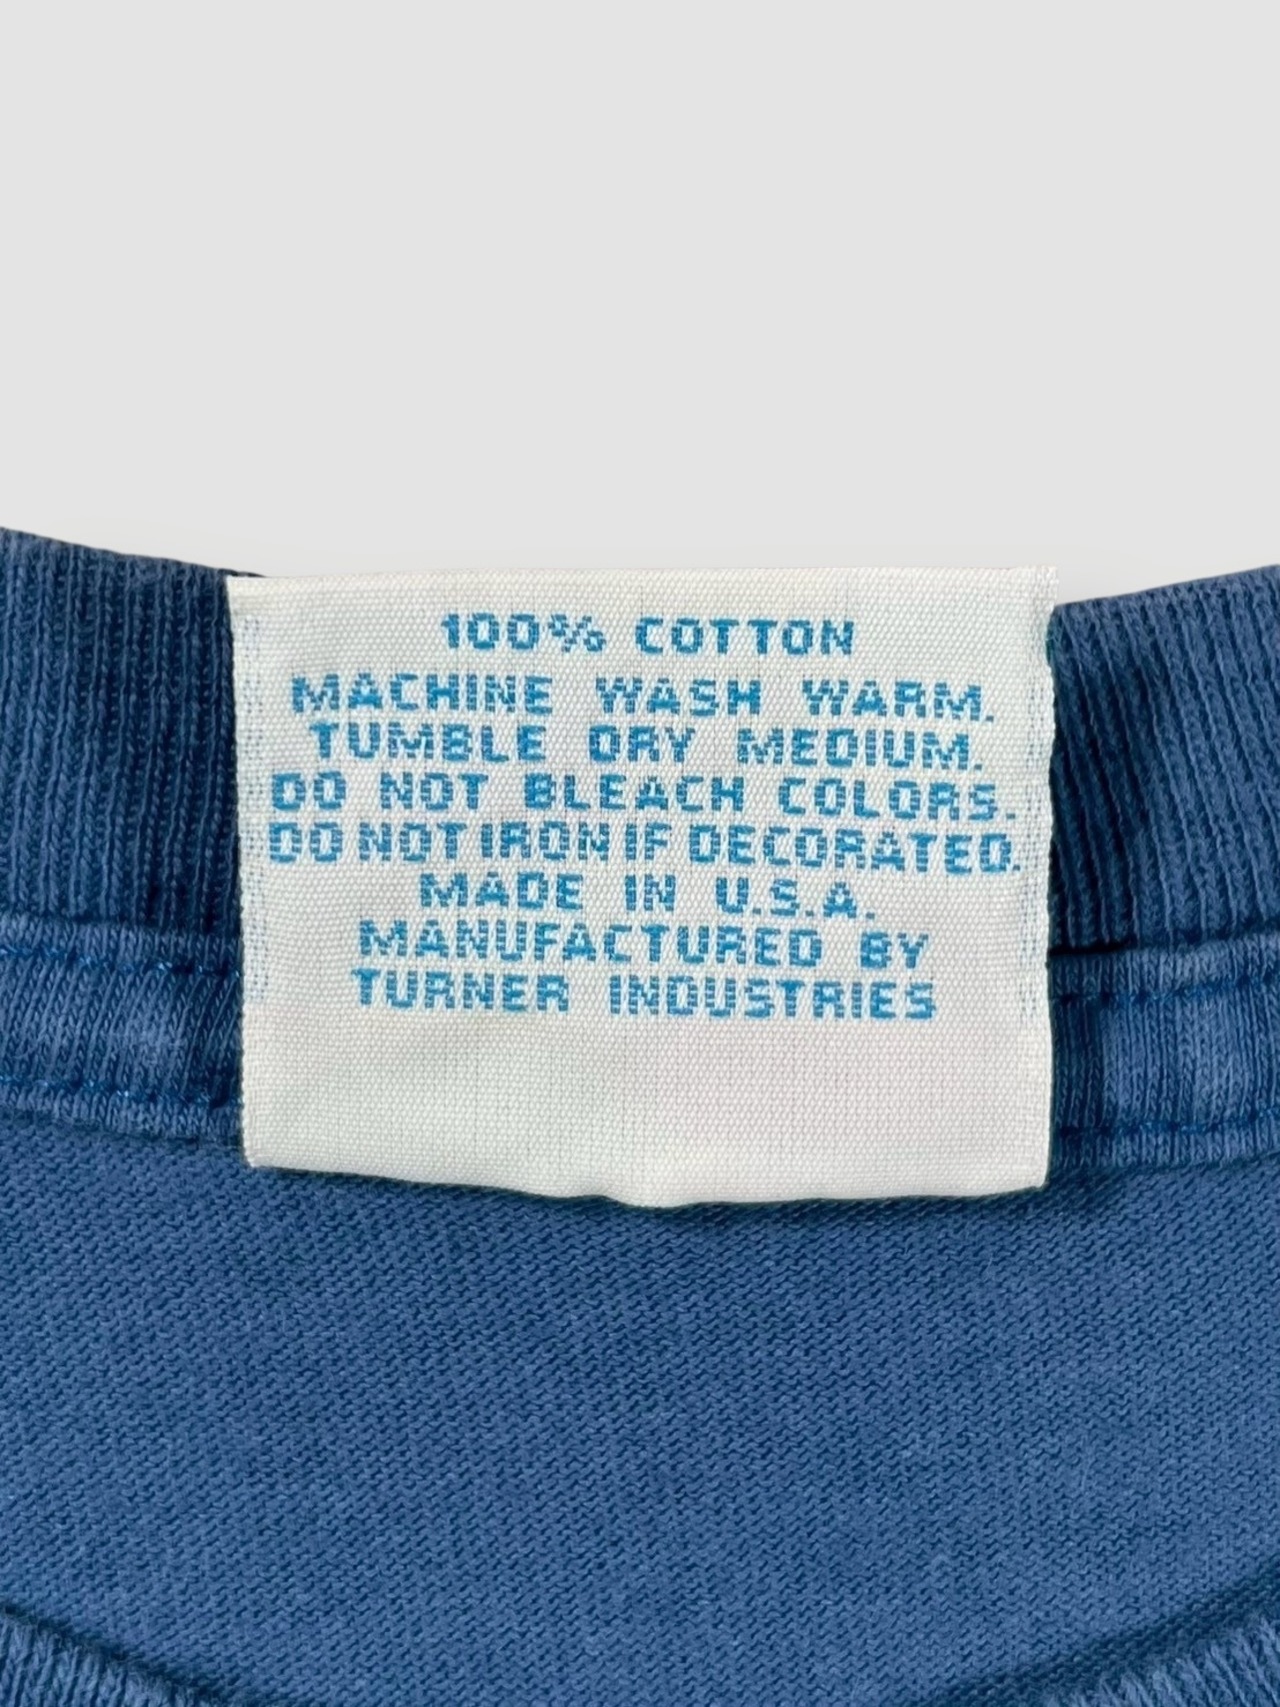 100% COTTON
MACHINE WASH WARM.
TUMBLE DRY MEDIUM.
DO NOT BLEACH COLORS.
DO NOT IRON IF DECORATED.
MADE IN U.S.A.
MANUFACTURED BY
TURNER INDUSTRIES